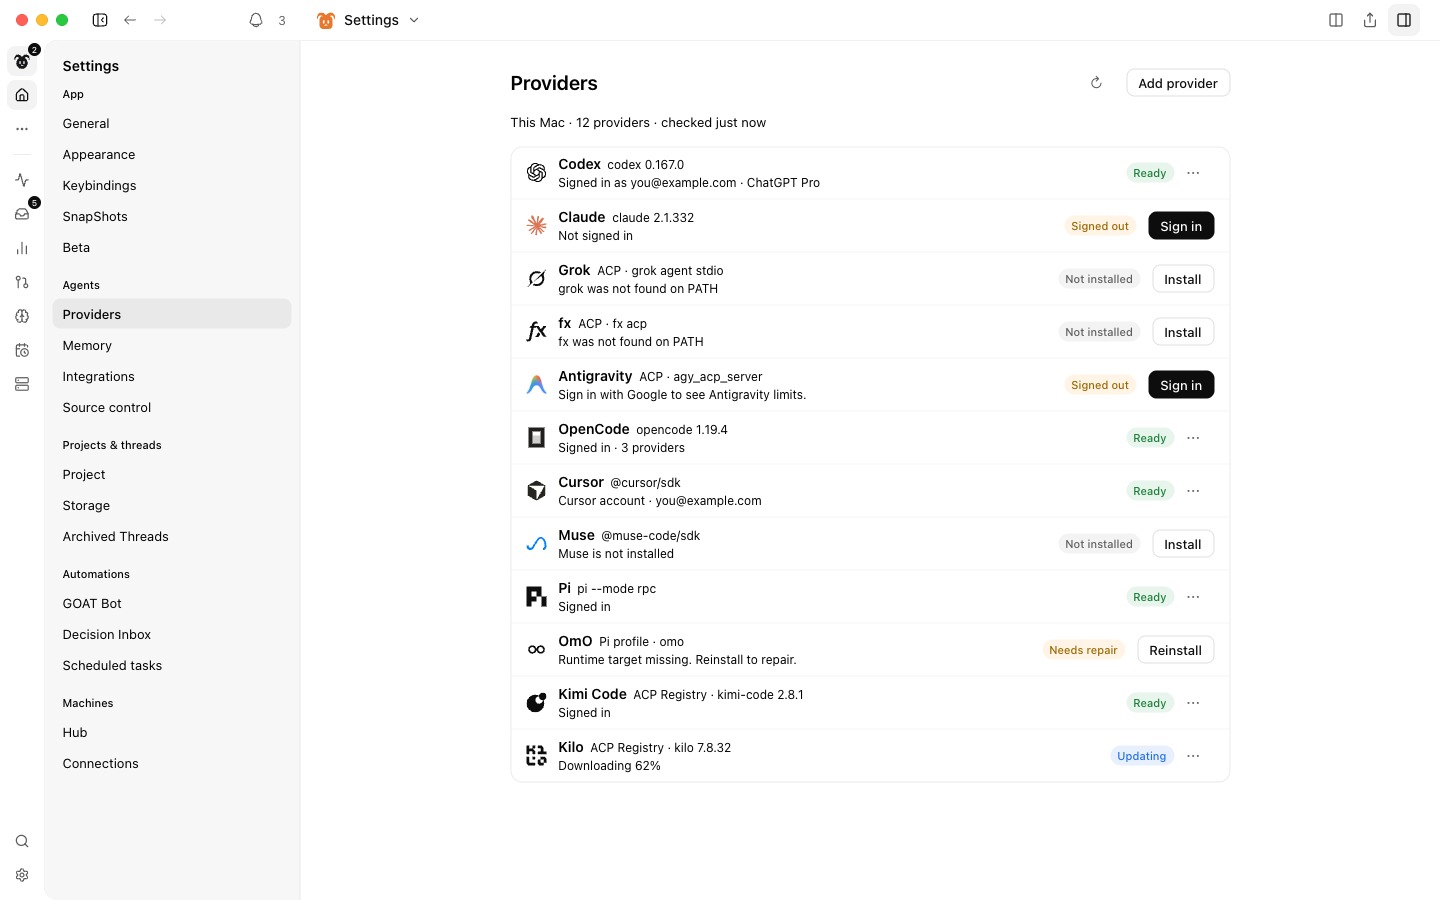 3
Settings
2
5
Settings
App
General
Appearance
Keybindings
SnapShots
Beta
Agents
Providers
Memory
Integrations
Source control
Projects & threads
Project
Storage
Archived Threads
Automations
GOAT Bot
Decision Inbox
Scheduled tasks
Machines
Hub
Connections
Providers
Add provider
This Mac · 12 providers · checked just now
Codex codex 0.167.0
Signed in as you@example.com · ChatGPT Pro
Ready
Claude claude 2.1.332
Not signed in
Signed out
Sign in
Grok ACP · grok agent stdio
grok was not found on PATH
Not installed
Install
fx
fx ACP · fx acp
fx was not found on PATH
Not installed
Install
Antigravity ACP · agy_acp_server
Sign in with Google to see Antigravity limits.
Signed out
Sign in
OpenCode opencode 1.19.4
Signed in · 3 providers
Ready
Cursor @cursor/sdk
Cursor account · you@example.com
Ready
Muse @muse-code/sdk
Muse is not installed
Not installed
Install
Pi pi --mode rpc
Signed in
Ready
OmO Pi profile · omo
Runtime target missing. Reinstall to repair.
Needs repair
Reinstall
Kimi Code ACP Registry · kimi-code 2.8.1
Signed in
Ready
Kilo ACP Registry · kilo 7.8.32
Downloading 62%
Updating